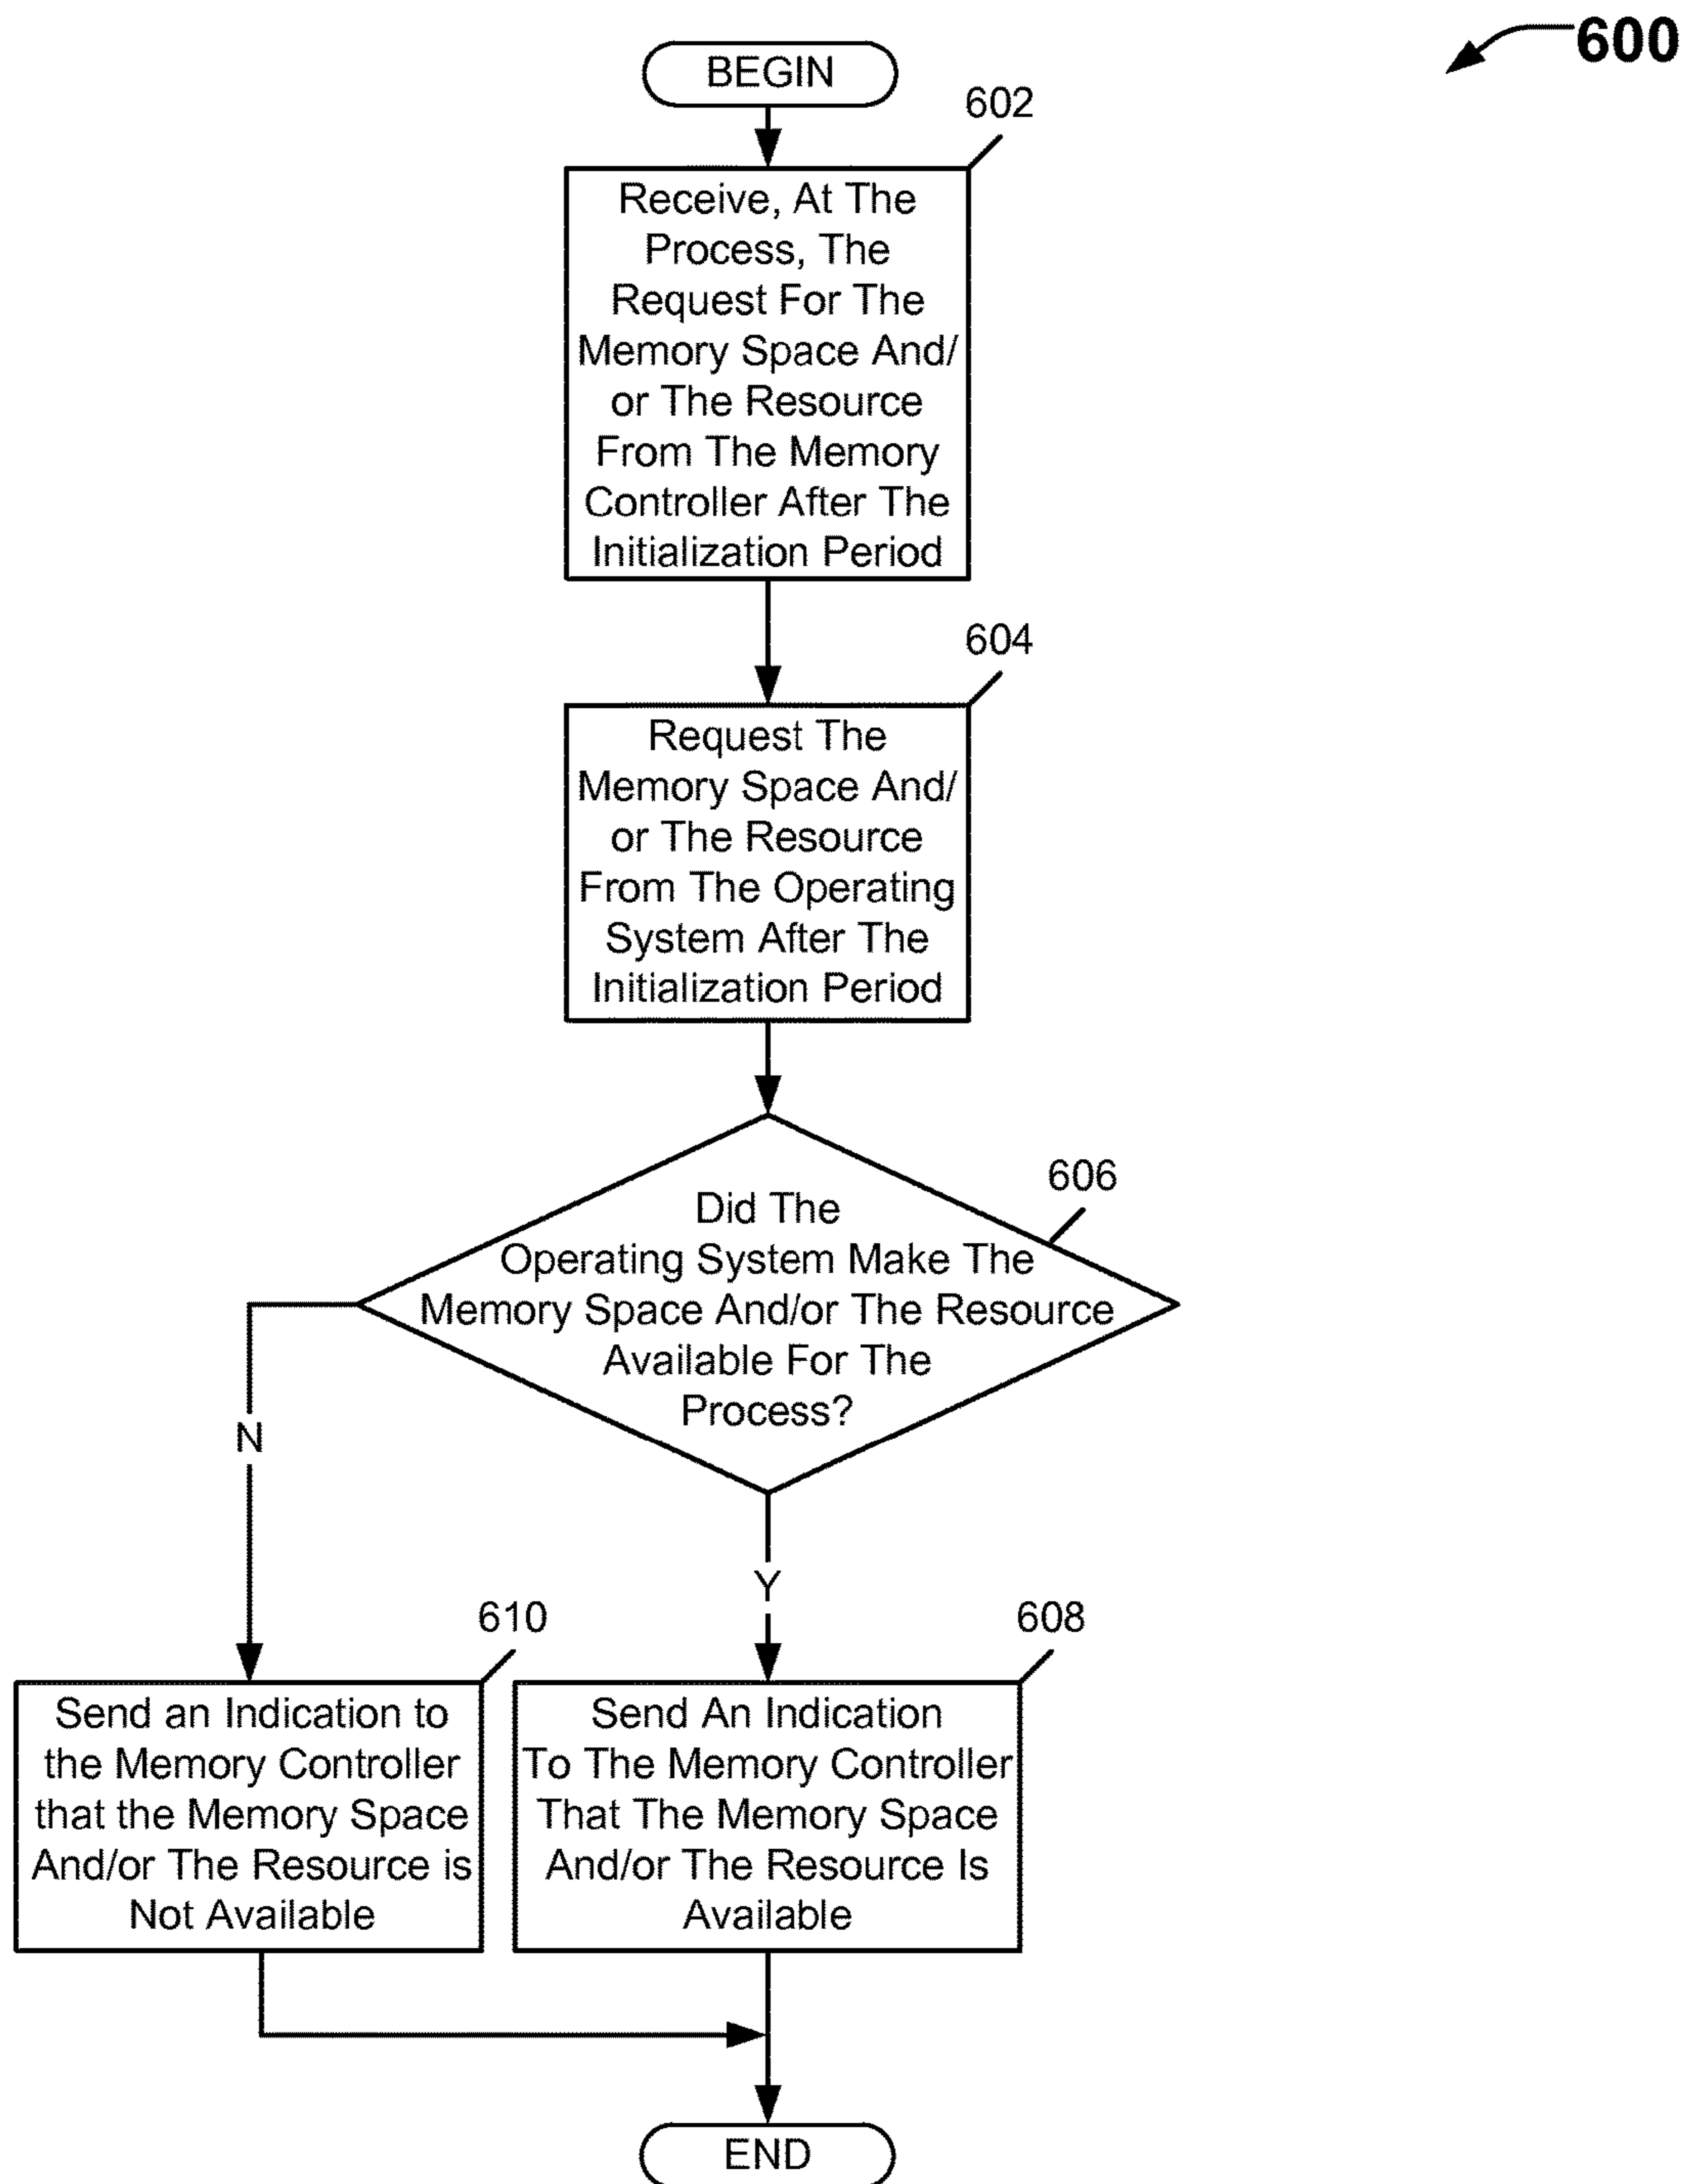 600
BEGIN
602
Receive, At The
Process, The
Request For The
Memory Space And/
or The Resource
From The Memory
Controller After The
Initialization Period
604
Request The
Memory Space And/
or The Resource
From The Operating
System After The
Initialization Period
606
Did The
Operating System Make The
Memory Space And/or The Resource
Available For The
Process?
N
Y
610
Send an Indication to
the Memory Controller
that the Memory Space
And/or The Resource is
Not Available
608
Send An Indication
To The Memory Controller
That The Memory Space
And/or The Resource Is
Available
END